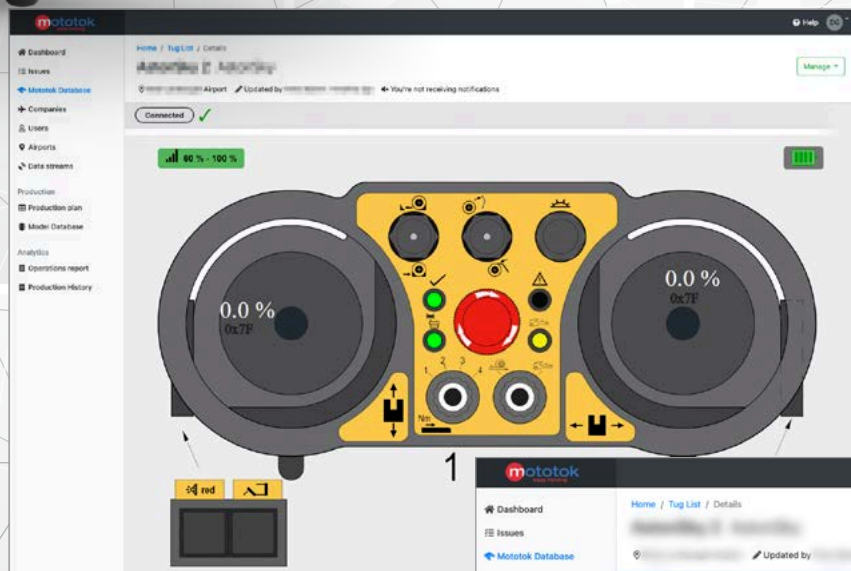 mototok
Help DG
Dashboard
Issues
Mototok Database
Companies
Users
Airports
Data streams
Production
Production plan
Model Database
Analytics
Operations report
Production History
Home / Tug List / Details
Airport Updated by You're not receiving notifications
Manage
Connected
60 % - 100 %
0.0 %
0x7F
0.0 %
0x7F
1 2 3 4
Nm
red
1
mototok
Dashboard
Issues
Mototok Database
Home / Tug List / Details
Updated by